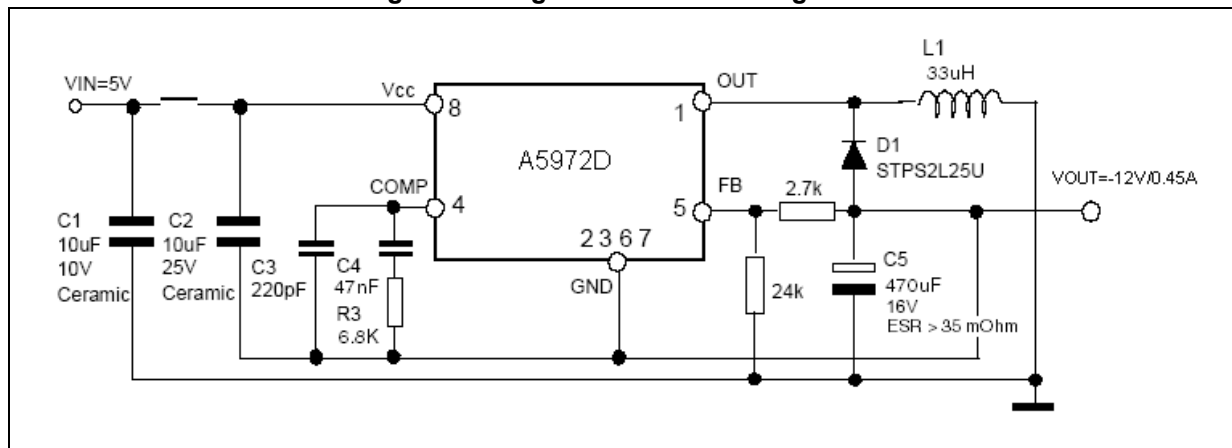 VIN=5V
Vcc
8
A5972D
OUT
1
L1
33uH
D1
STPS2L25U
VOUT=-12V/0.45A
COMP
4
FB
5
2.7k
2 3 6 7
GND
C1
10uF
10V
Ceramic
C2
10uF
25V
Ceramic
C3
220pF
C4
47nF
R3
6.8K
24k
C5
470uF
16V
ESR > 35 mOhm